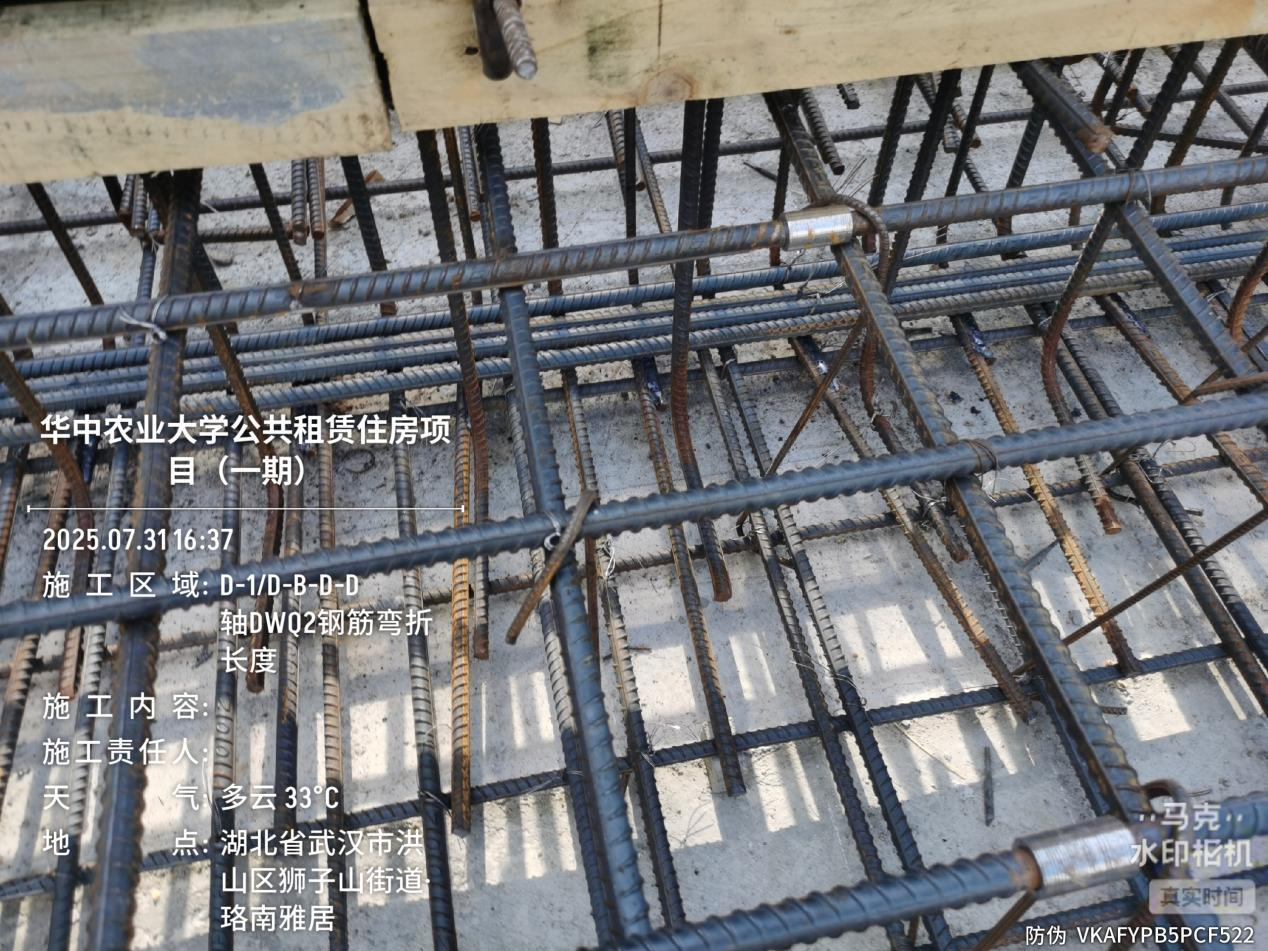 华中农业大学公共租赁住房项
目（一期）
2025.07.31 16:37
施工区域: D-1/D-B-D-D
轴DWQ2钢筋弯折
长度
施工内容:
施工责任人:
天气: 多云 33℃
地点: 湖北省武汉市洪
山区狮子山街道·
珞南雅居
马克
水印相机
真实时间
防伪 VKAFYPB5PCF522